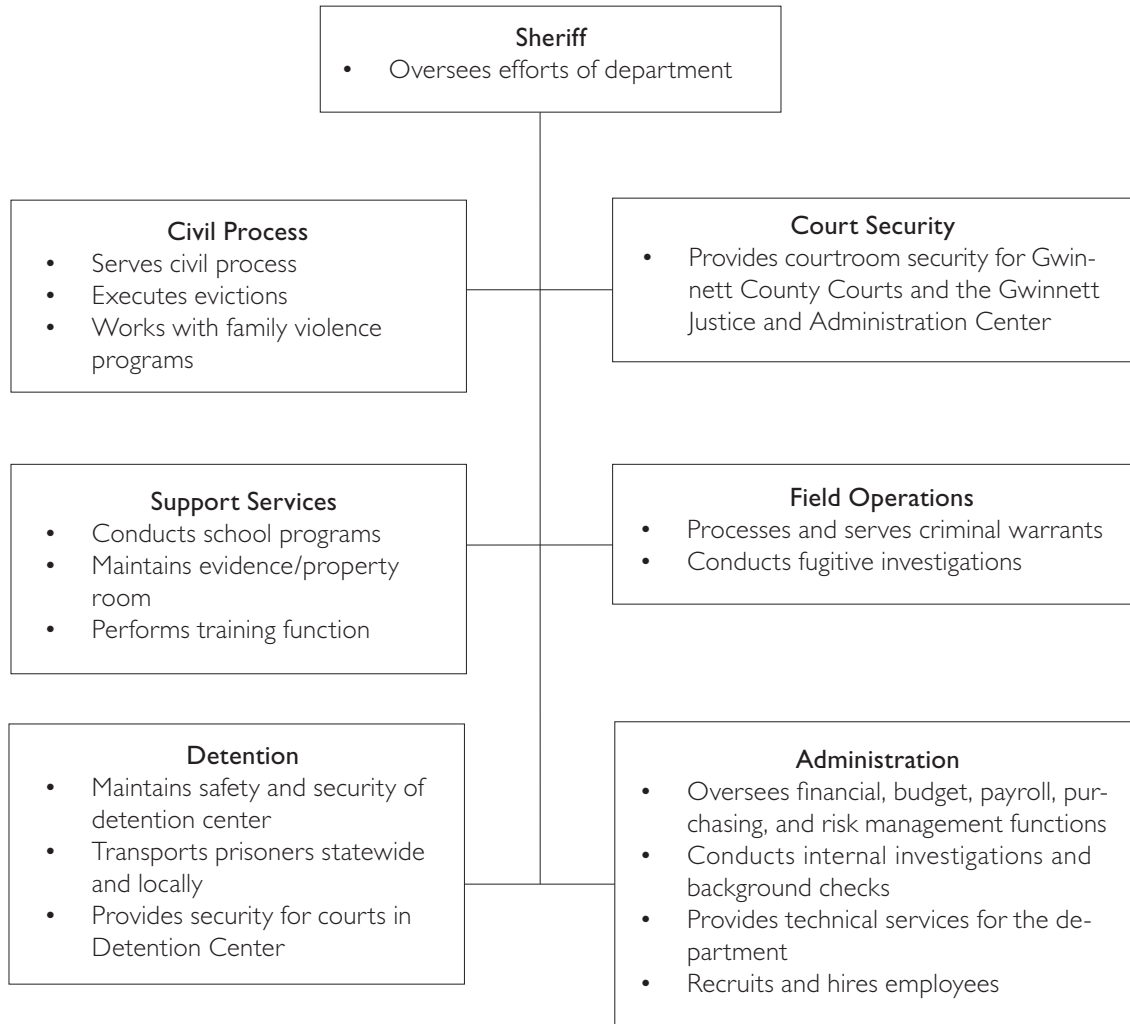 Sheriff
• Oversees efforts of department
Civil Process
• Serves civil process
• Executes evictions
• Works with family violence
programs
Court Security
• Provides courtroom security for Gwin-
nett County Courts and the Gwinnett
Justice and Administration Center
Support Services
• Conducts school programs
• Maintains evidence/property
room
• Performs training function
Field Operations
• Processes and serves criminal warrants
• Conducts fugitive investigations
Detention
• Maintains safety and security of
detention center
• Transports prisoners statewide
and locally
• Provides security for courts in
Detention Center
Administration
• Oversees financial, budget, payroll, pur-
chasing, and risk management functions
• Conducts internal investigations and
background checks
• Provides technical services for the de-
partment
• Recruits and hires employees